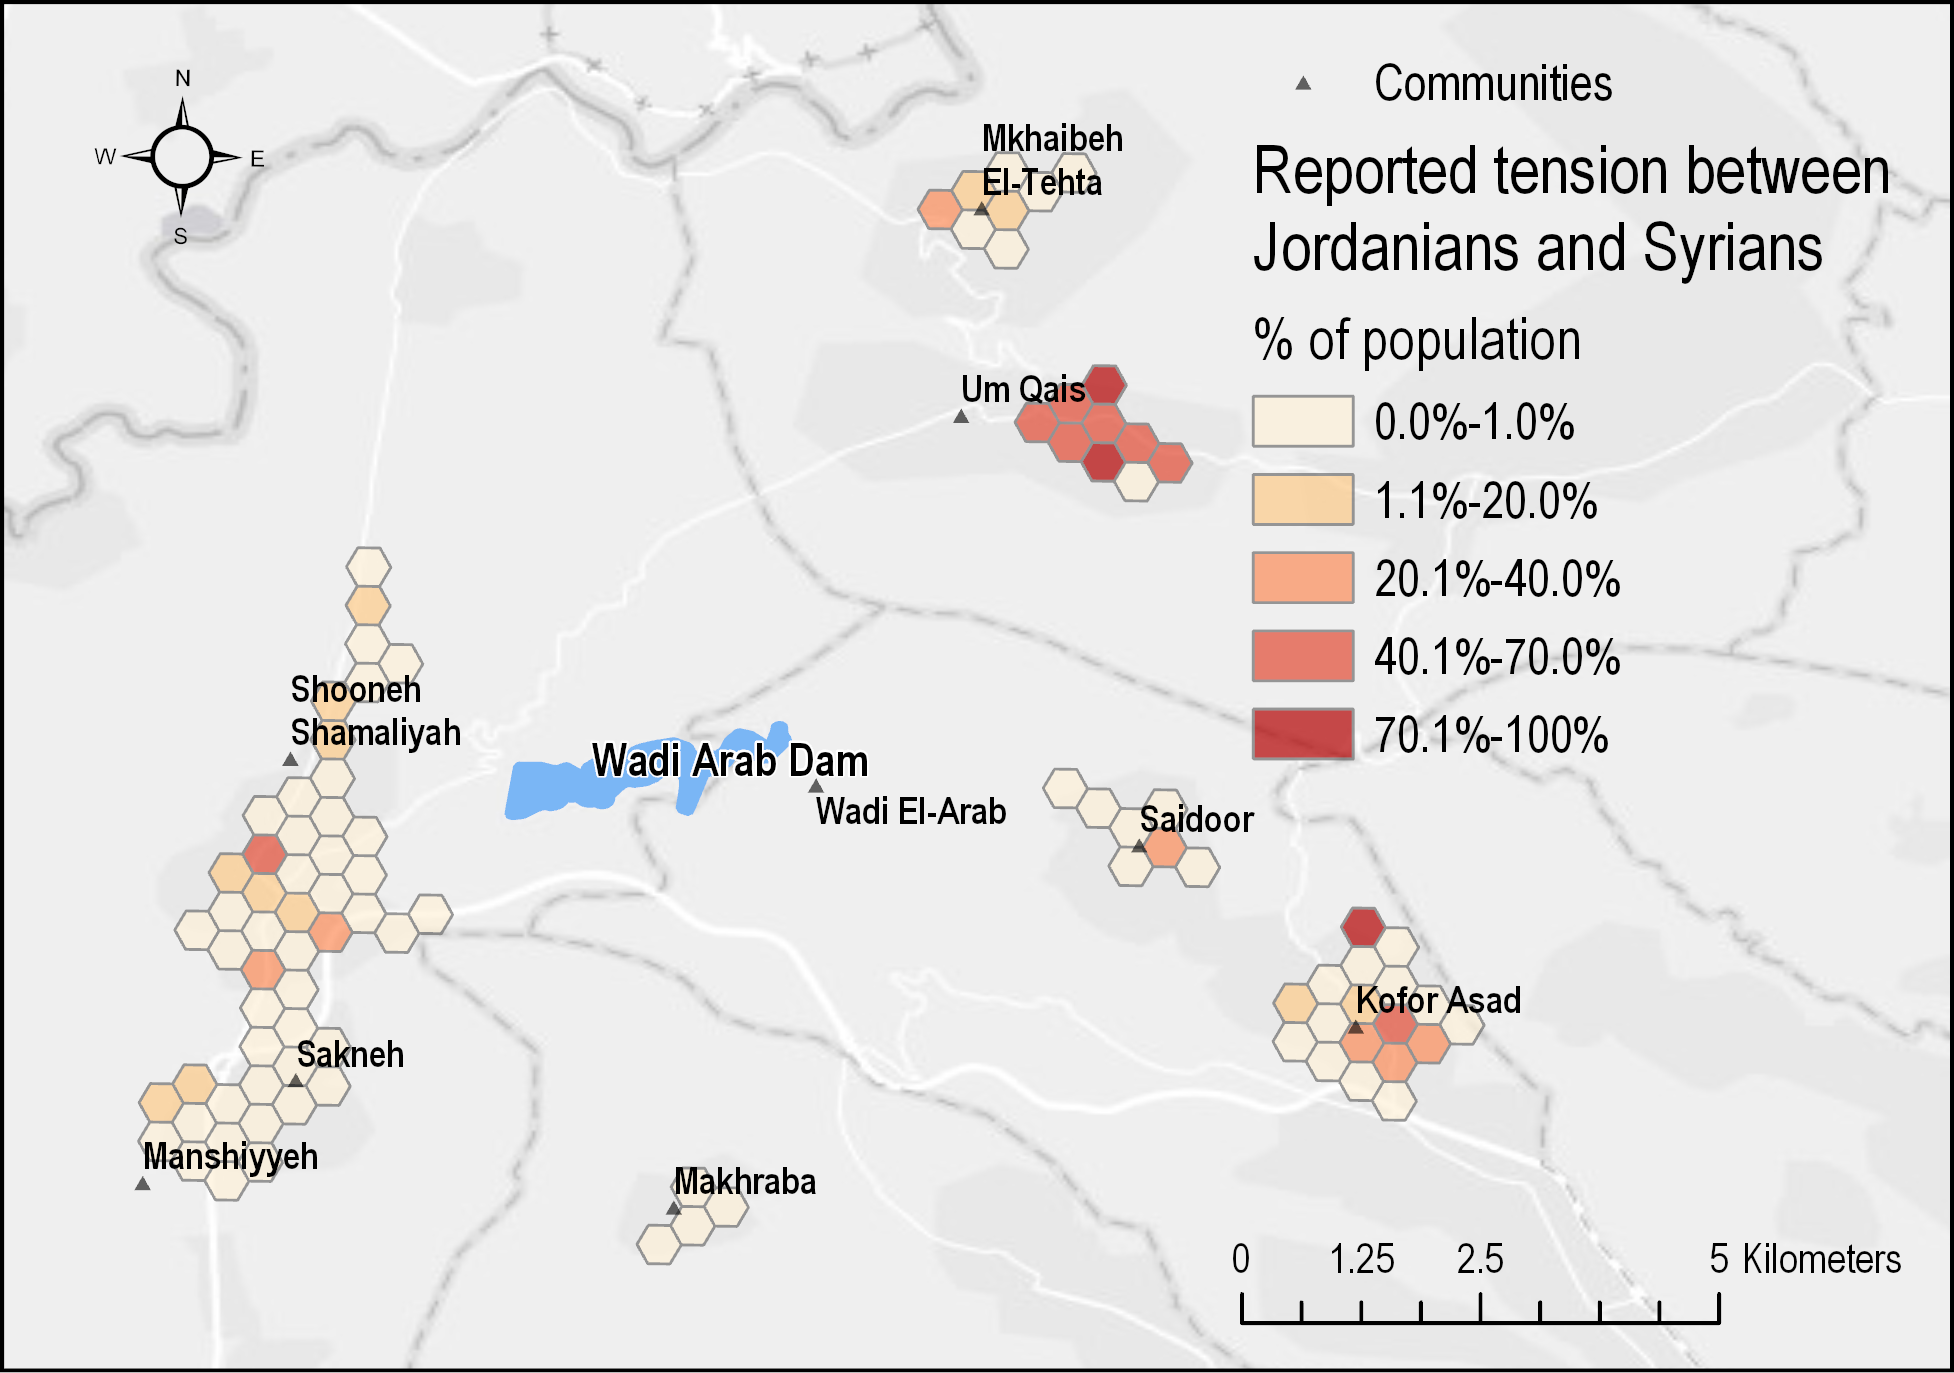 N
W
E
S
Communities
Reported tension between
Jordanians and Syrians
% of population
0.0%-1.0%
1.1%-20.0%
20.1%-40.0%
40.1%-70.0%
70.1%-100%
Mkhaibeh
El-Tehta
Um Qais
Shooneh
Shamaliyah
Wadi Arab Dam
Wadi El-Arab
Saidoor
Kofor Asad
Sakneh
Manshiyyeh
Makhraba
0 1.25 2.5 5 Kilometers